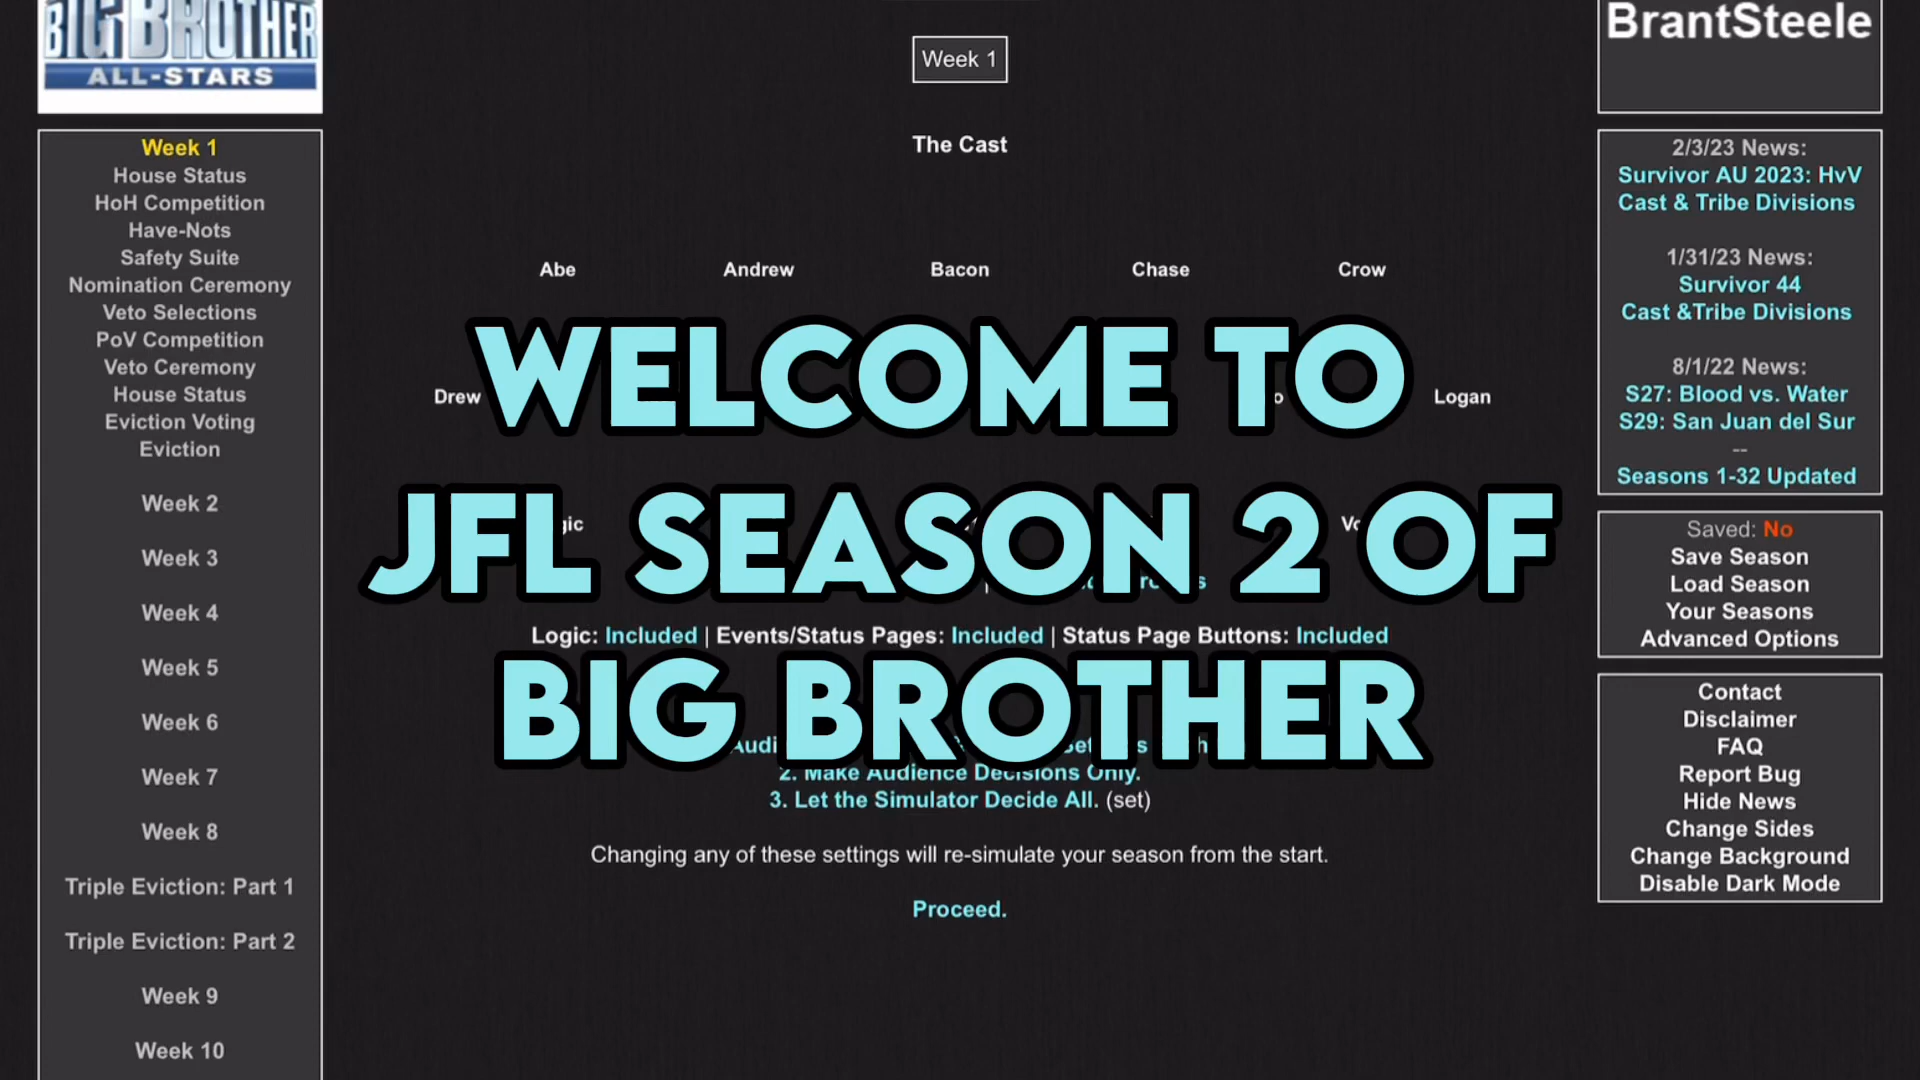 BIG BROTHER
ALL-STARS
Week 1
House Status
HoH Competition
Have-Nots
Safety Suite
Nomination Ceremony
Veto Selections
PoV Competition
Veto Ceremony
House Status
Eviction Voting
Eviction
Week 2
Week 3
Week 4
Week 5
Week 6
Week 7
Week 8
Triple Eviction: Part 1
Triple Eviction: Part 2
Week 9
Week 10
Week 1
The Cast
Abe Andrew Bacon Chase Crow
Drew Logan
WELCOME TO
JFL SEASON 2 OF
BIG BROTHER
Logic: Included | Events/Status Pages: Included | Status Page Buttons: Included
2. Make Audience Decisions Only.
3. Let the Simulator Decide All. (set)
Changing any of these settings will re-simulate your season from the start.
Proceed.
BrantSteele
2/3/23 News:
Survivor AU 2023: HvV
Cast & Tribe Divisions
1/31/23 News:
Survivor 44
Cast &Tribe Divisions
8/1/22 News:
S27: Blood vs. Water
S29: San Juan del Sur
--
Seasons 1-32 Updated
Saved: No
Save Season
Load Season
Your Seasons
Advanced Options
Contact
Disclaimer
FAQ
Report Bug
Hide News
Change Sides
Change Background
Disable Dark Mode